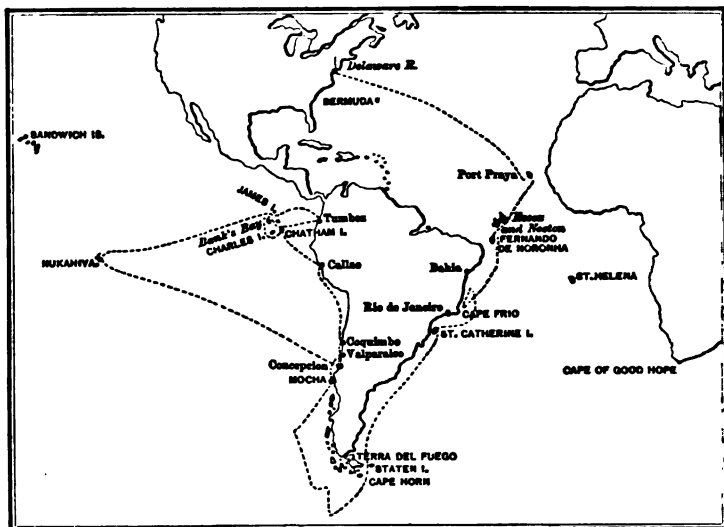 Delaware R.
BERMUDA
SANDWICH IS.
Port Praya
JAMES I.
Tumbez
Bank's Bay
CHATHAM I.
CHARLES I.
and Nocton
FERNANDO
DE NORONHA
NUKAHIVA
Callao
Bahia
ST. HELENA
Rio de Janeiro
CAPE FRIO
ST. CATHERINE I.
Coquimbo
Valparaiso
Concepcion
MOCHA
CAPE OF GOOD HOPE
TERRA DEL FUEGO
STATEN I.
CAPE HORN